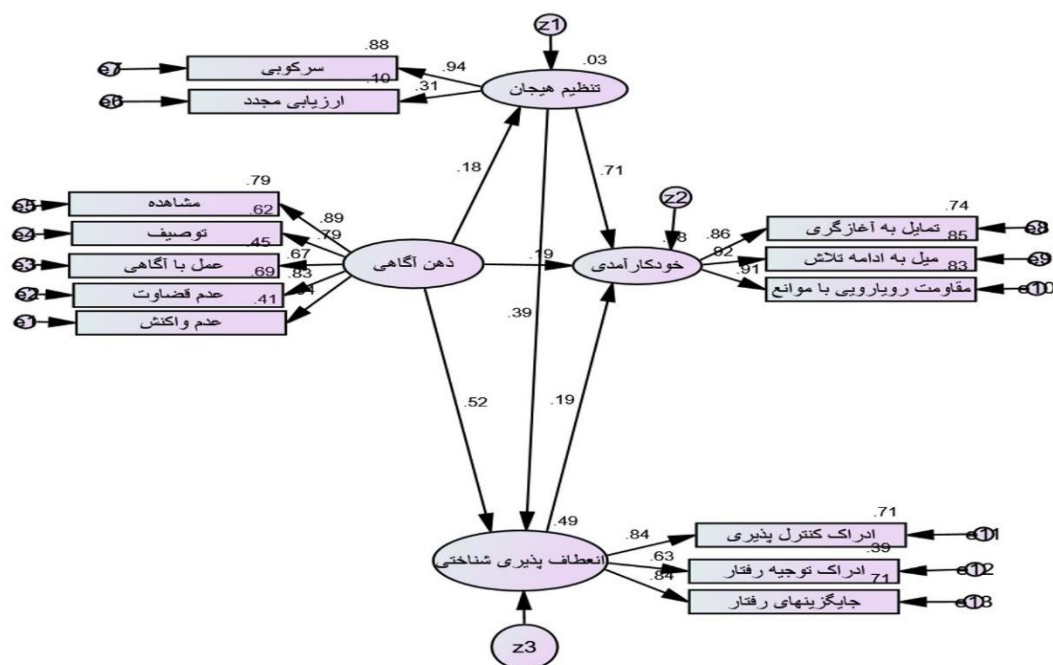 z1
.88
.03
e7
سرکوبی
.94
تنظیم هیجان
.10
.31
e6
ارزیابی مجدد
.18
.71
.79
e5
مشاهده
.62
.89
z2
.74
e4
توصیف
.79
.86
تمایل به آغازگری
e8
.45
.67
.85
e3
عمل با آگاهی
ذهن آگاهی
.19
خودکارآمدی
.92
میل به ادامه تلاش
e9
.69
.83
.83
e2
عدم قضاوت
.91
مقاومت رویارویی با موانع
e10
.41
e1
عدم واکنش
.39
.52
.19
.49
.71
انعطاف پذیری شناختی
.84
ادراک کنترل پذیری
e11
.39
.63
ادراک توجیه رفتار
e12
.71
.84
جایگزینهای رفتار
e13
z3